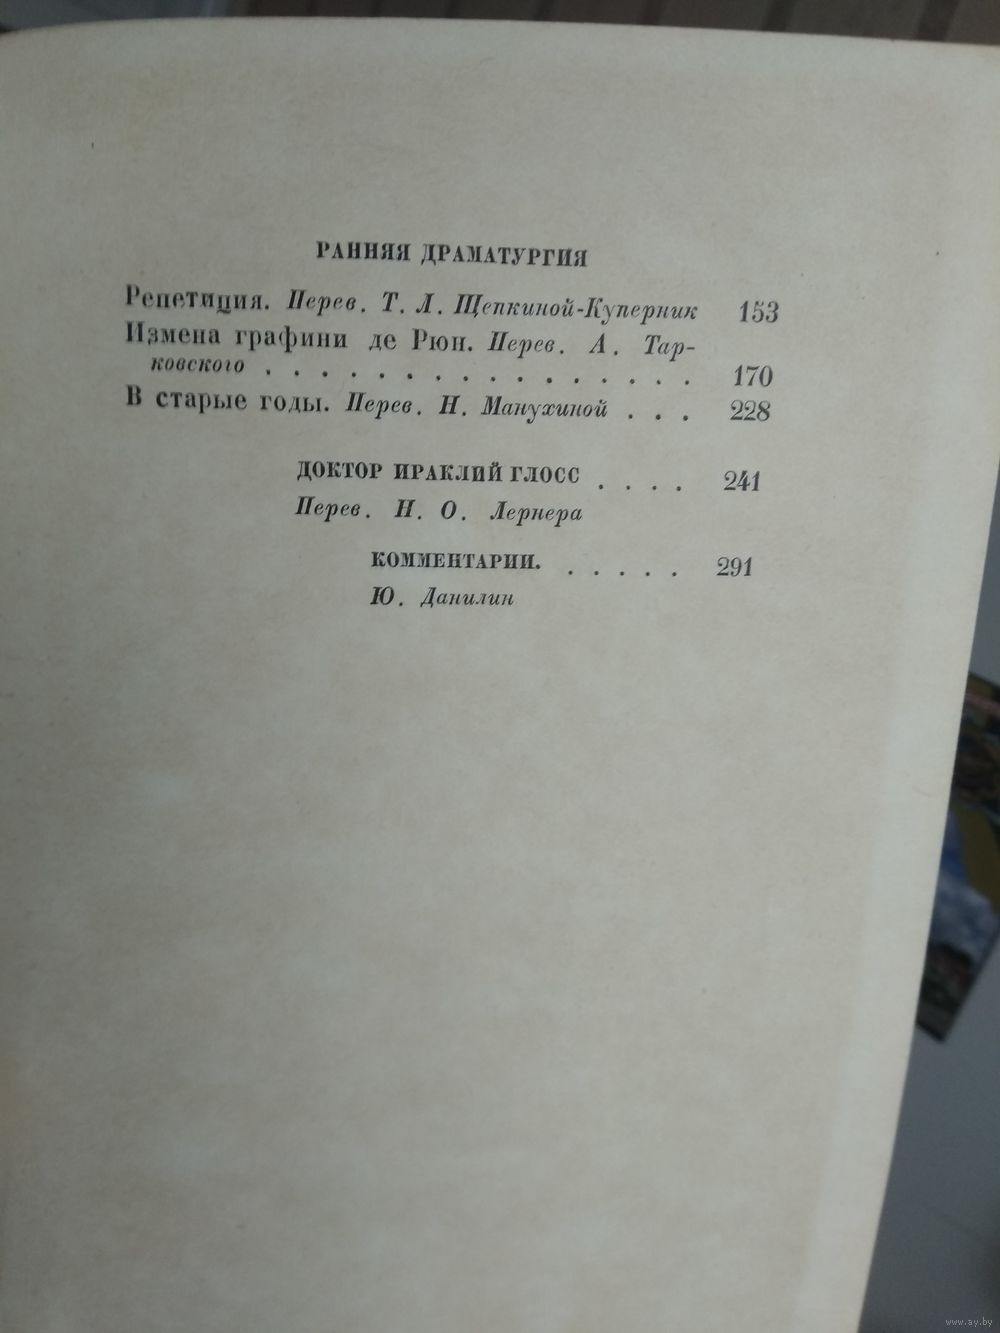 РАННЯЯ ДРАМАТУРГИЯ
Репетиция. Перев. Т. Л. Щепкиной-Куперник 153
Измена графини де Рюн. Перев. А. Тар-
ковского . . . . . . . . . . . . . . . . 170
В старые годы. Перев. Н. Манухиной . . . 228
ДОКТОР ИРАКЛИЙ ГЛОСС . . . . 241
Перев. Н. О. Лернера
КОММЕНТАРИИ. . . . . . 291
Ю. Данилин
www.ay.by